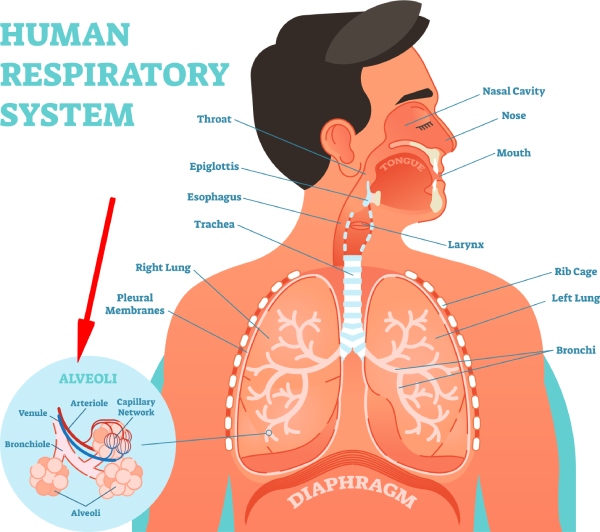 HUMAN
RESPIRATORY
SYSTEM
Nasal Cavity
Nose
Throat
Mouth
TONGUE
Epiglottis
Esophagus
Trachea
Larynx
Right Lung
Rib Cage
Pleural
Membranes
Left Lung
Bronchi
ALVEOLI
Arteriole
Capillary
Network
Venule
Bronchiole
Alveoli
DIAPHRAGM